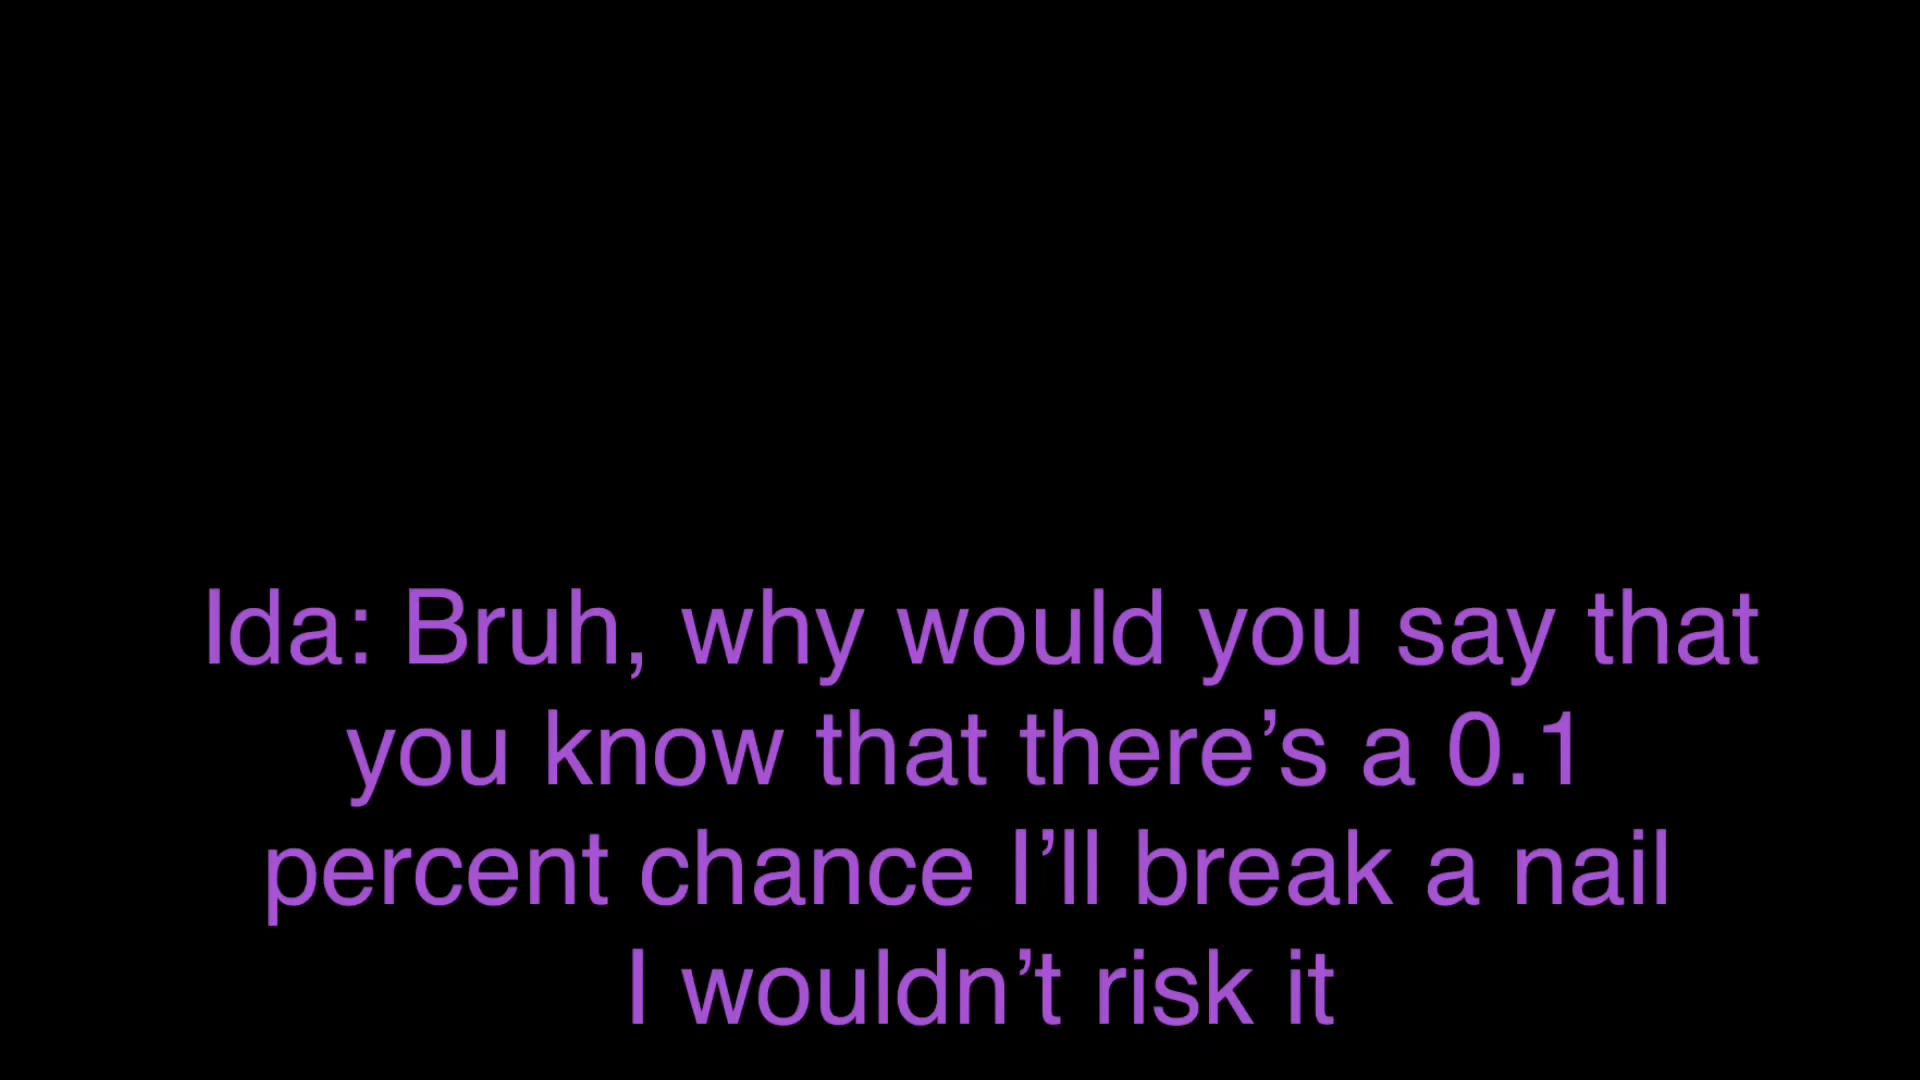 Ida: Bruh, why would you say that
you know that there’s a 0.1
percent chance I’ll break a nail
I wouldn’t risk it